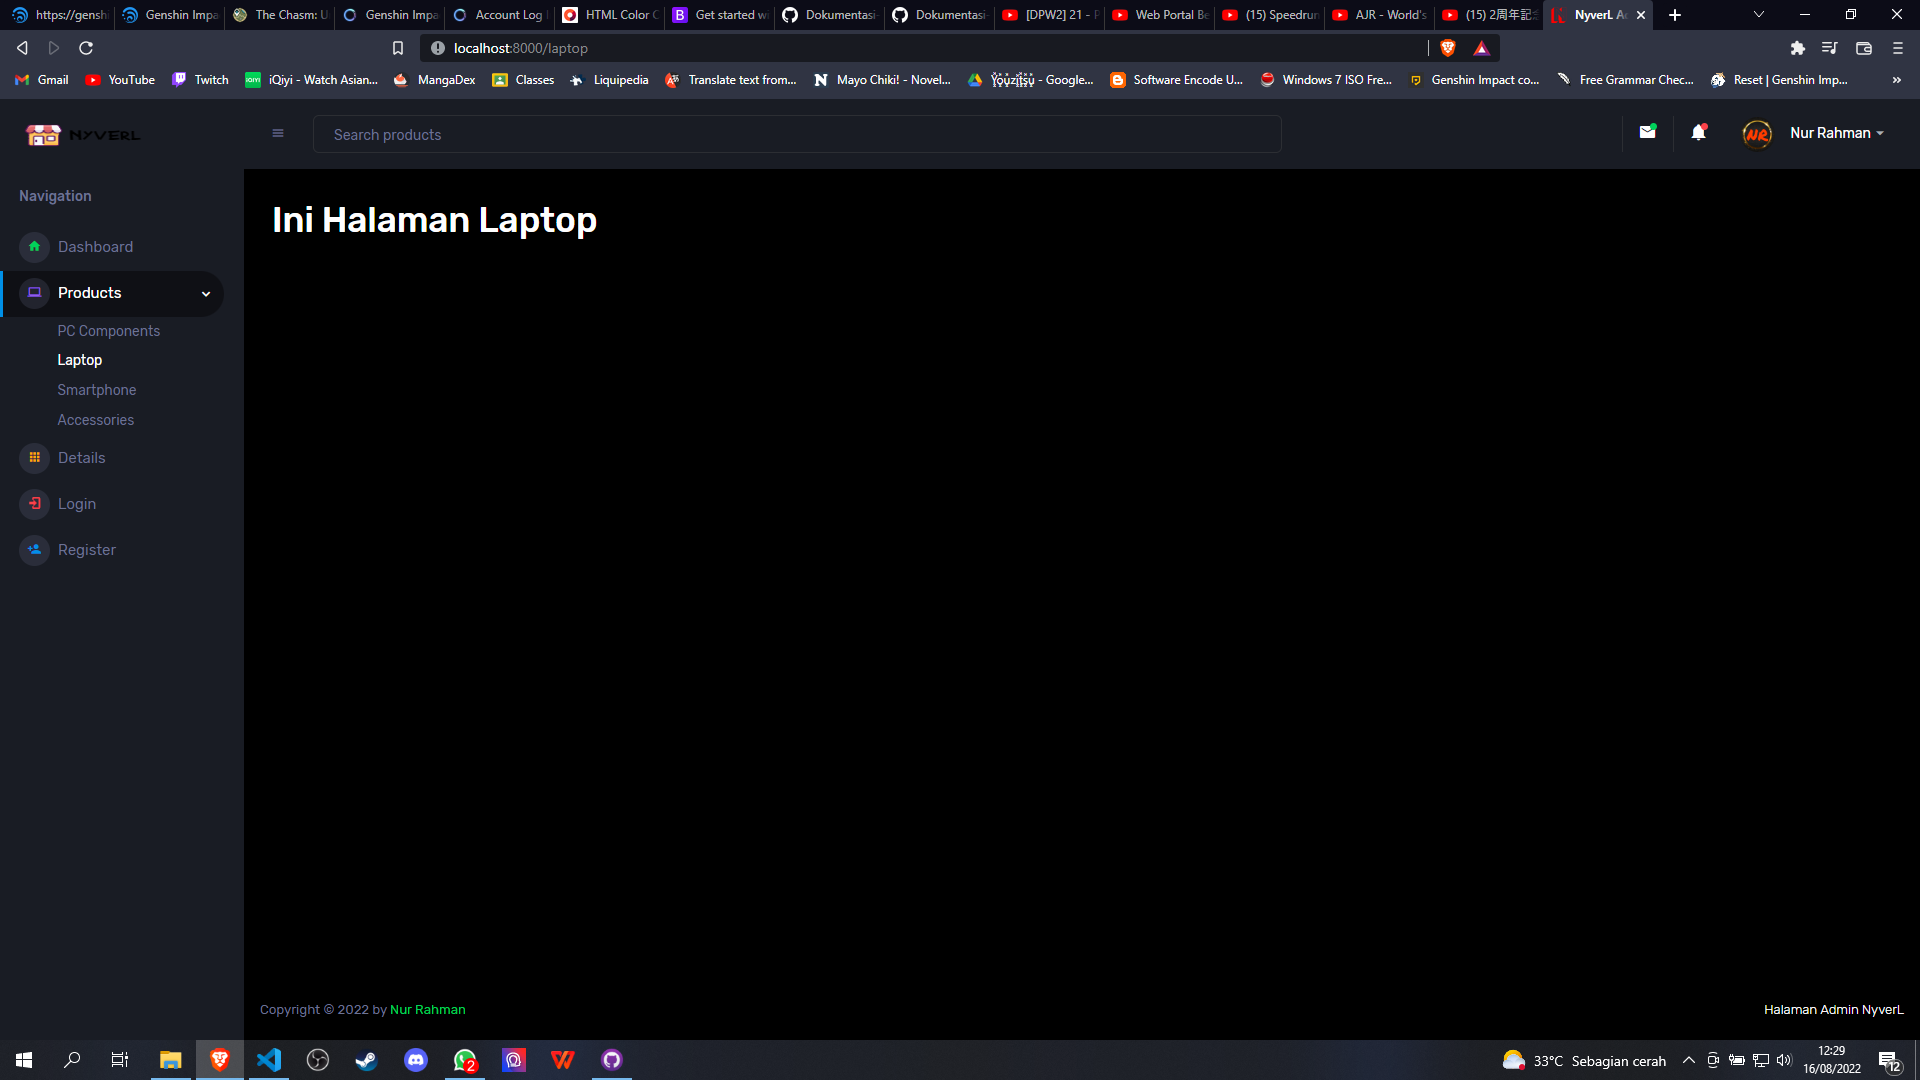 https://genshi
Genshin Impa
The Chasm: U
Genshin Impa
Account Log
HTML Color C
Get started w
Dokumentasi-
Dokumentasi-
[DPW2] 21 - P
Web Portal Be
(15) Speedrun
AJR - World's
(15) 2周年記念
NyverL Ad
localhost:8000/laptop
Gmail
YouTube
Twitch
iQiyi - Watch Asian...
MangaDex
Classes
Liquipedia
Translate text from...
Mayo Chiki! - Novel...
Youzitsu - Google...
Software Encode U...
Windows 7 ISO Fre...
Genshin Impact co...
Free Grammar Chec...
Reset | Genshin Imp...
NYVERL
Search products
Nur Rahman
Navigation
Ini Halaman Laptop
Dashboard
Products
PC Components
Laptop
Smartphone
Accessories
Details
Login
Register
Copyright © 2022 by Nur Rahman
Halaman Admin NyverL
2
33°C Sebagian cerah
12:29
16/08/2022
12